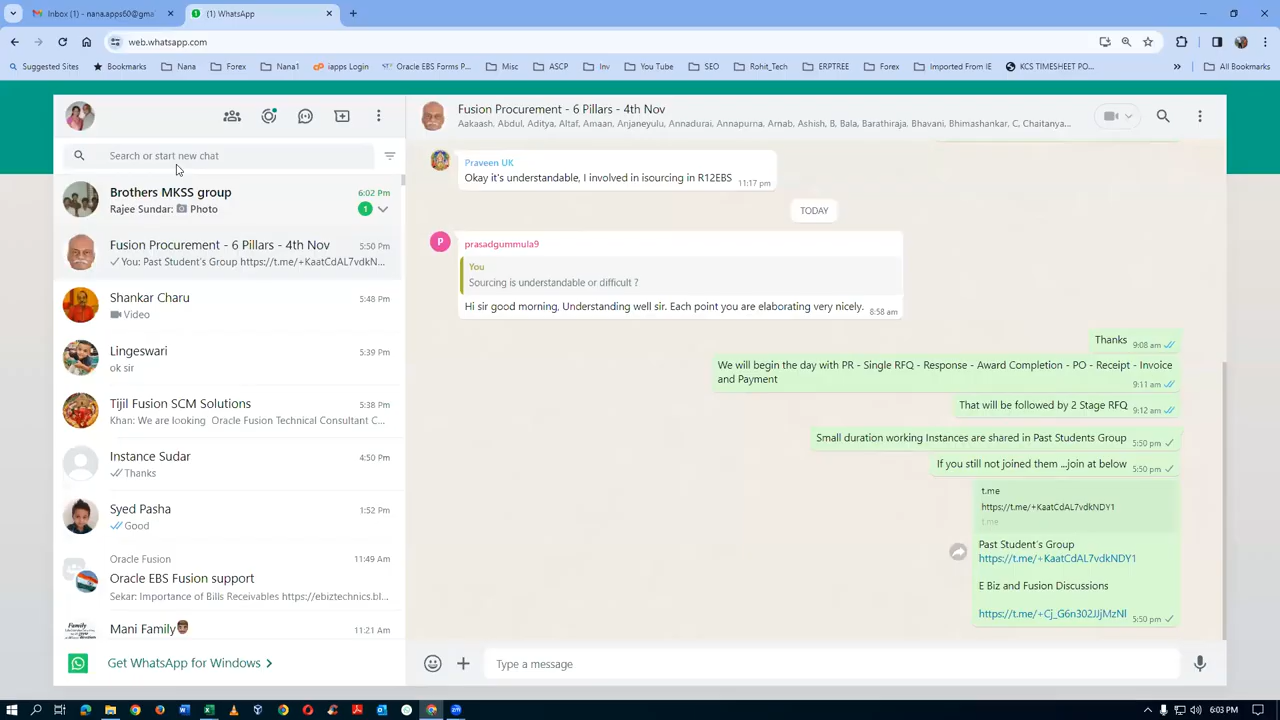 Inbox (1) - nana.apps60@gma
(1) WhatsApp
web.whatsapp.com
Suggested Sites
Bookmarks
Nana
Forex
Nana1
iapps Login
Oracle EBS Forms P...
Misc
ASCP
Inv
You Tube
SEO
Rohit_Tech
ERPTREE
Forex
Imported From IE
KCS TIMESHEET PO...
All Bookmarks
Search or start new chat
Brothers MKSS group
6:02 PM
Rajee Sundar: Photo
1
Fusion Procurement - 6 Pillars - 4th Nov
5:50 PM
You: Past Student's Group https://t.me/+KaatCdAL7vdkN...
Shankar Charu
5:48 PM
Video
Lingeswari
5:39 PM
ok sir
Tijil Fusion SCM Solutions
5:38 PM
Khan: We are looking Oracle Fusion Technical Consultant C...
Instance Sudar
4:50 PM
Thanks
Syed Pasha
1:52 PM
Good
Oracle Fusion
11:49 AM
Oracle EBS Fusion support
Sekar: Importance of Bills Receivables https://ebiztechnics.bl...
Mani Family
11:21 AM
Get WhatsApp for Windows
Fusion Procurement - 6 Pillars - 4th Nov
Aakaash, Abdul, Aditya, Altaf, Amaan, Anjaneyulu, Annadurai, Annapurna, Arnab, Ashish, B, Bala, Barathiraja, Bhavani, Bhimashankar, C, Chaitanya...
Praveen UK
Okay it's understandable, I involved in isourcing in R12EBS
11:17 pm
TODAY
P
prasadgummula9
You
Sourcing is understandable or difficult ?
Hi sir good morning, Understanding well sir. Each point you are elaborating very nicely.
8:58 am
Thanks
9:08 am
We will begin the day with PR - Single RFQ - Response - Award Completion - PO - Receipt - Invoice
and Payment
9:11 am
That will be followed by 2 Stage RFQ
9:12 am
Small duration working Instances are shared in Past Students Group
5:50 pm
If you still not joined them ...join at below
5:50 pm
t.me
https://t.me/+KaatCdAL7vdkNDY1
t.me
Past Student's Group
https://t.me/+KaatCdAL7vdkNDY1
E Biz and Fusion Discussions
https://t.me/+Cj_G6n302JJjMzNl
5:50 pm
Type a message
6:03 PM